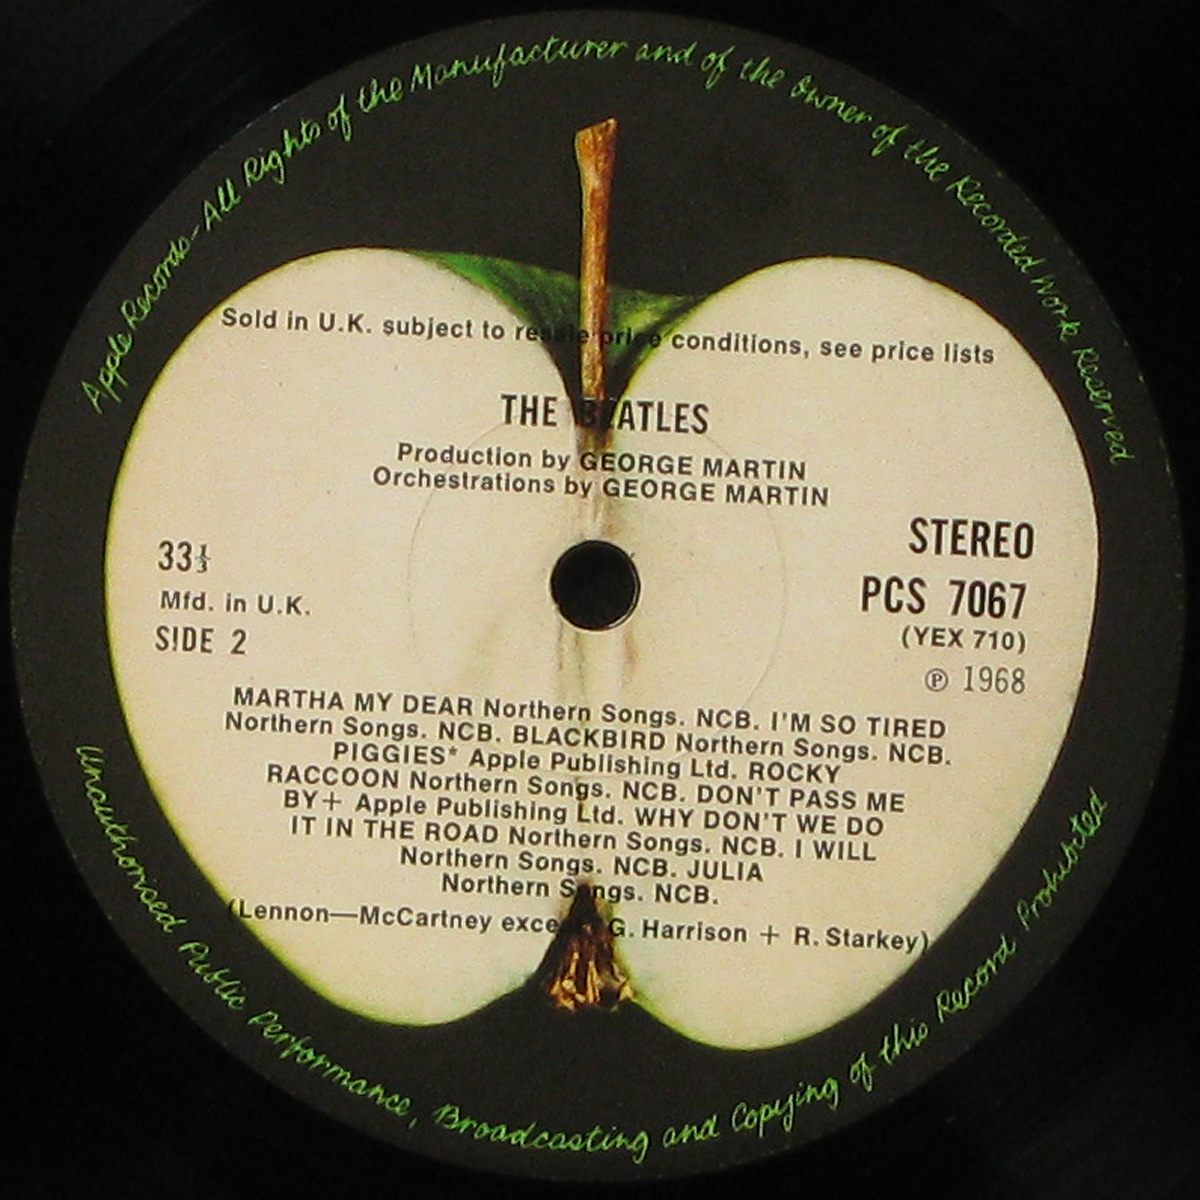 Apple Records - All Rights of the Manufacturer and of the Owner of the Recorded Work Reserved
Sold in U.K. subject to resale price conditions, see price lists
THE BEATLES
Production by GEORGE MARTIN
Orchestrations by GEORGE MARTIN
STEREO
33⅓
PCS 7067
Mfd. in U.K.
(YEX 710)
SIDE 2
℗ 1968
MARTHA MY DEAR Northern Songs. NCB. I'M SO TIRED
Northern Songs. NCB. BLACKBIRD Northern Songs. NCB.
PIGGIES* Apple Publishing Ltd. ROCKY
RACCOON Northern Songs. NCB. DON'T PASS ME
BY+ Apple Publishing Ltd. WHY DON'T WE DO
IT IN THE ROAD Northern Songs. NCB. I WILL
Northern Songs. NCB. JULIA
Northern Songs. NCB.
(Lennon—McCartney except G. Harrison + R. Starkey)
Unauthorised Public Performance, Broadcasting and Copying of this Record Prohibited